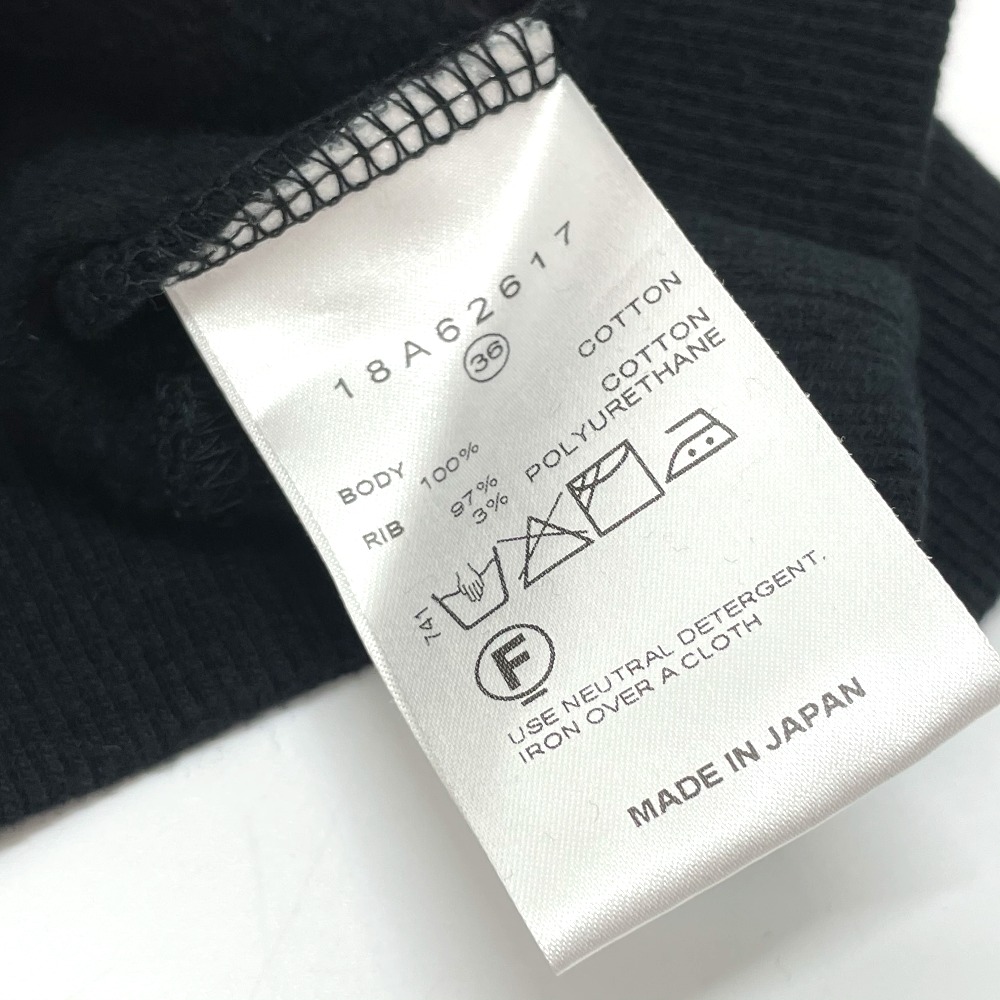 18A62617
36
BODY 100% COTTON
RIB 97% COTTON
3% POLYURETHANE
741
F
USE NEUTRAL DETERGENT.
IRON OVER A CLOTH
MADE IN JAPAN